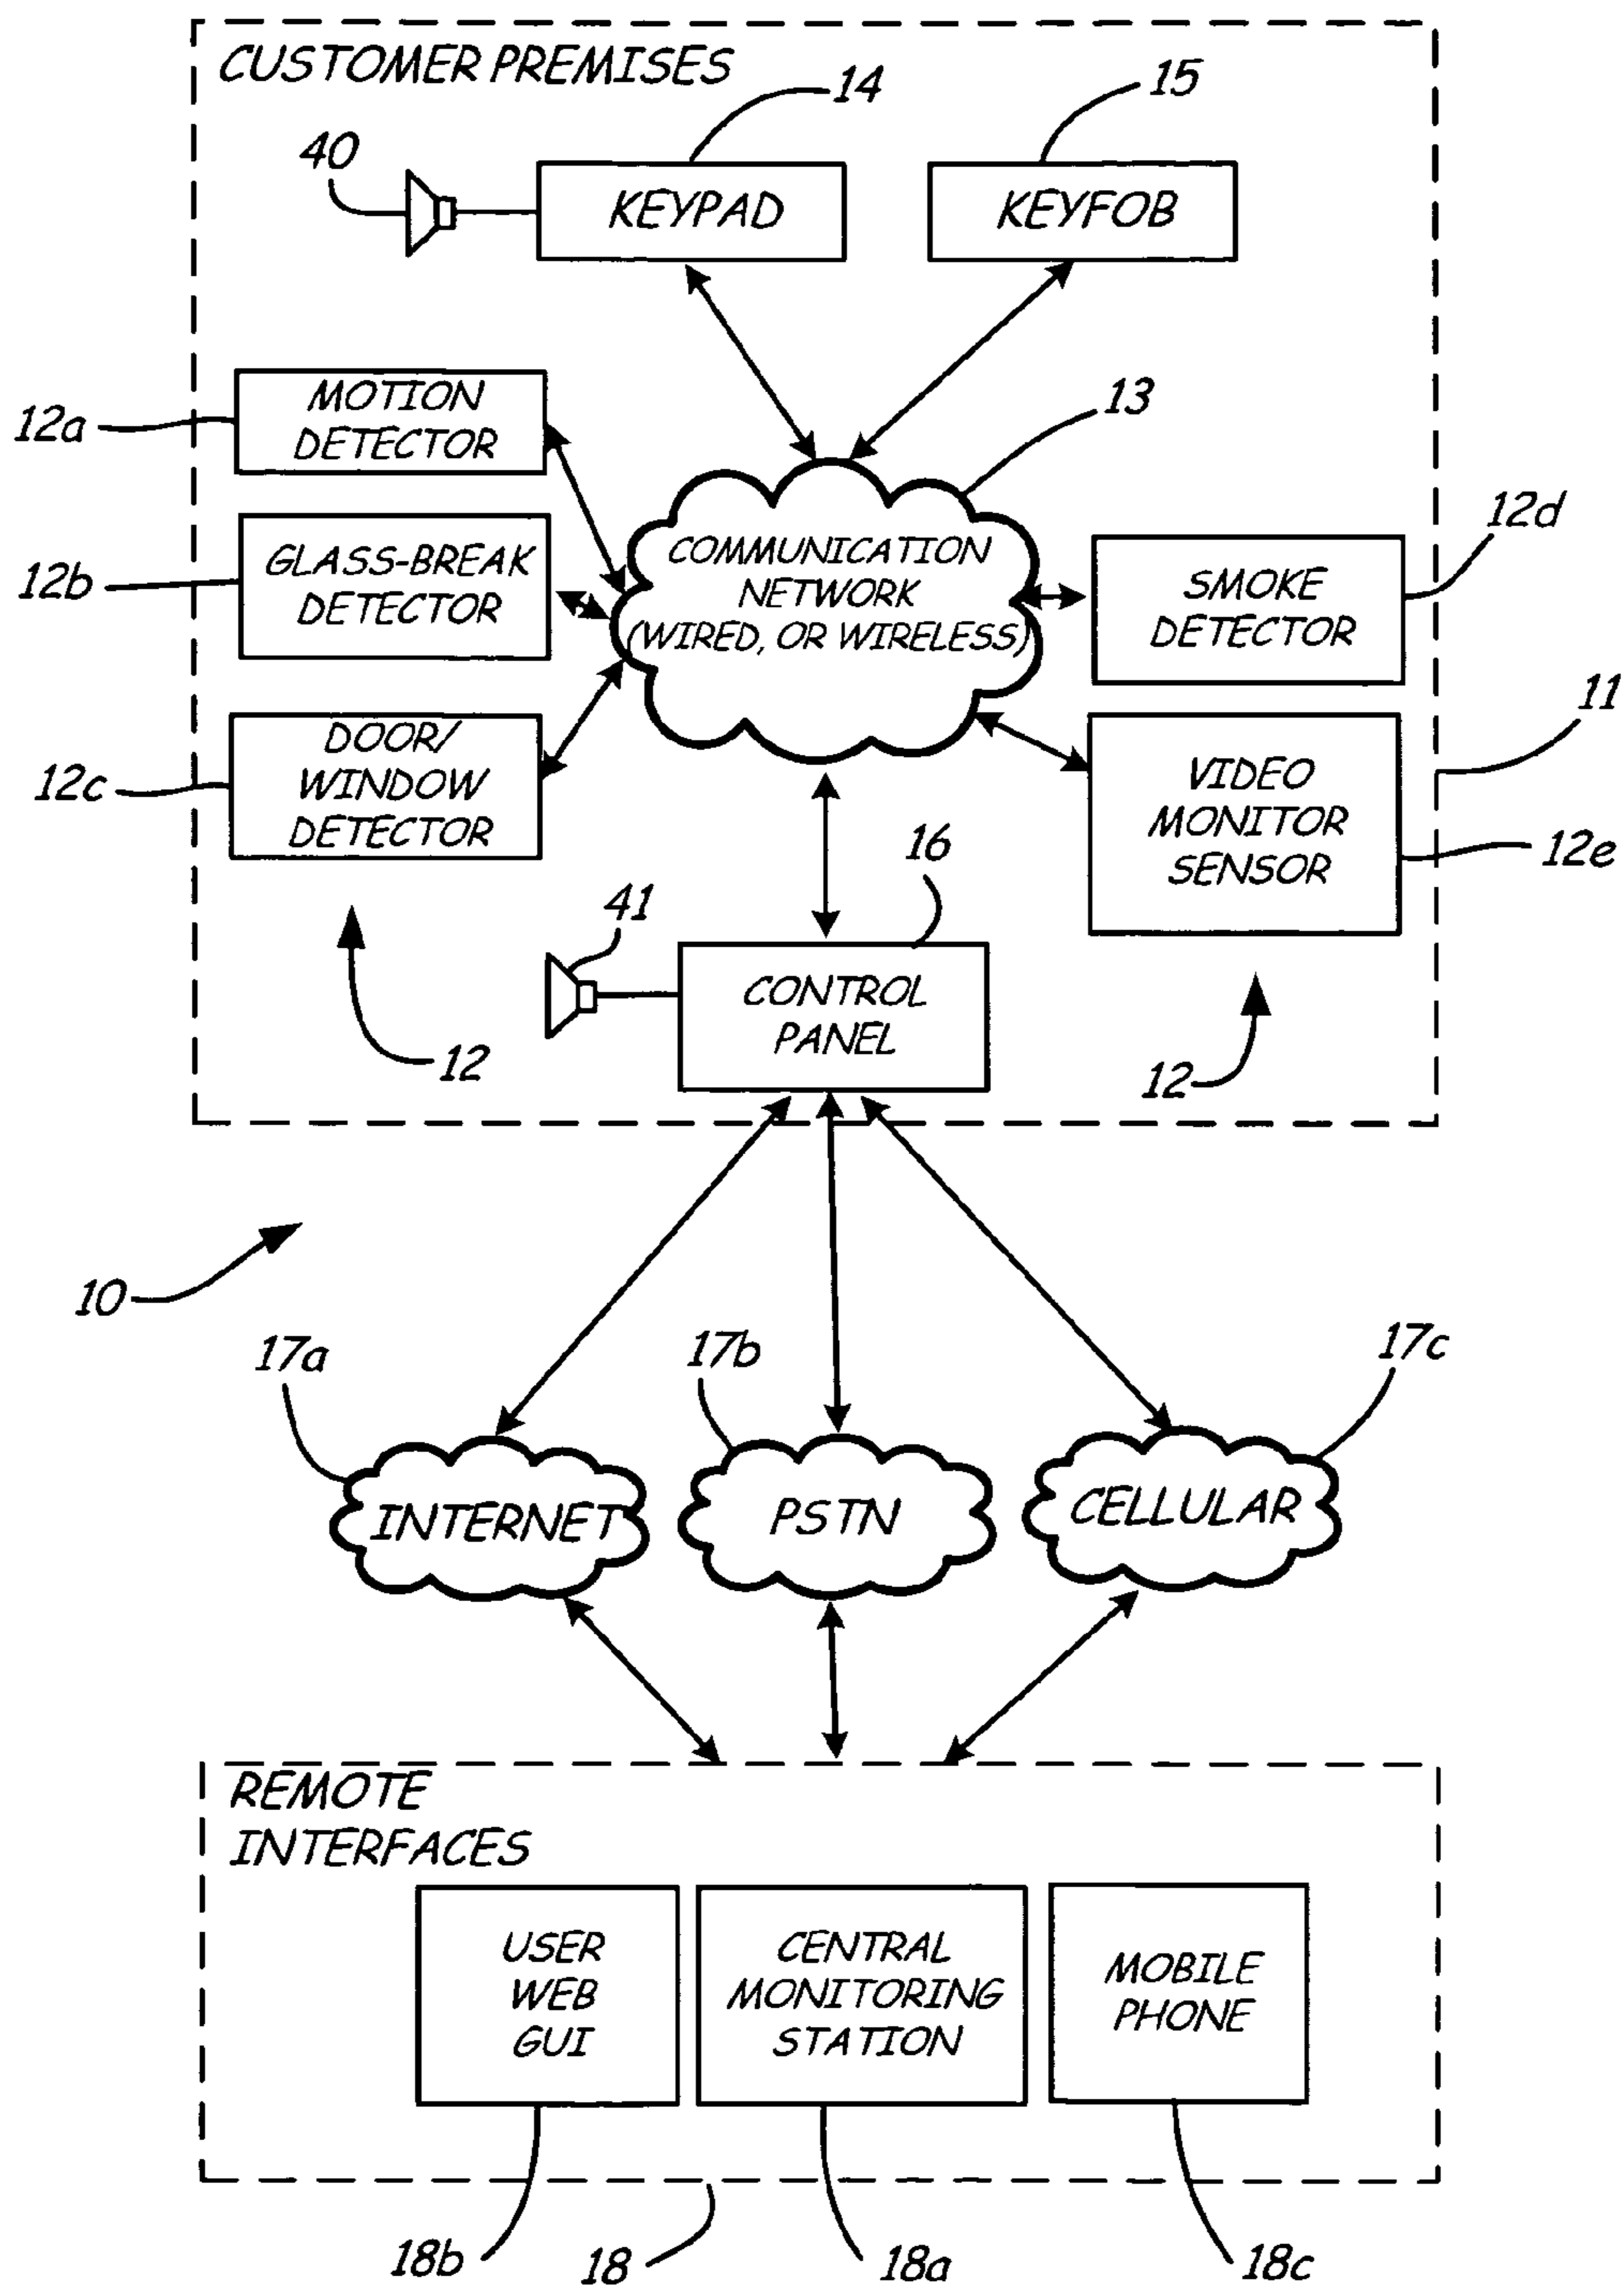 CUSTOMER PREMISES
14
15
40
KEYPAD
KEYFOB
13
12a
MOTION
DETECTOR
12b
GLASS-BREAK
DETECTOR
COMMUNICATION
NETWORK
(WIRED, OR WIRELESS)
12d
SMOKE
DETECTOR
11
12c
DOOR/
WINDOW
DETECTOR
VIDEO
MONITOR
SENSOR
12e
16
41
CONTROL
PANEL
12
12
10
17a
17b
17c
INTERNET
PSTN
CELLULAR
REMOTE
INTERFACES
USER
WEB
GUI
CENTRAL
MONITORING
STATION
MOBILE
PHONE
18b
18
18a
18c